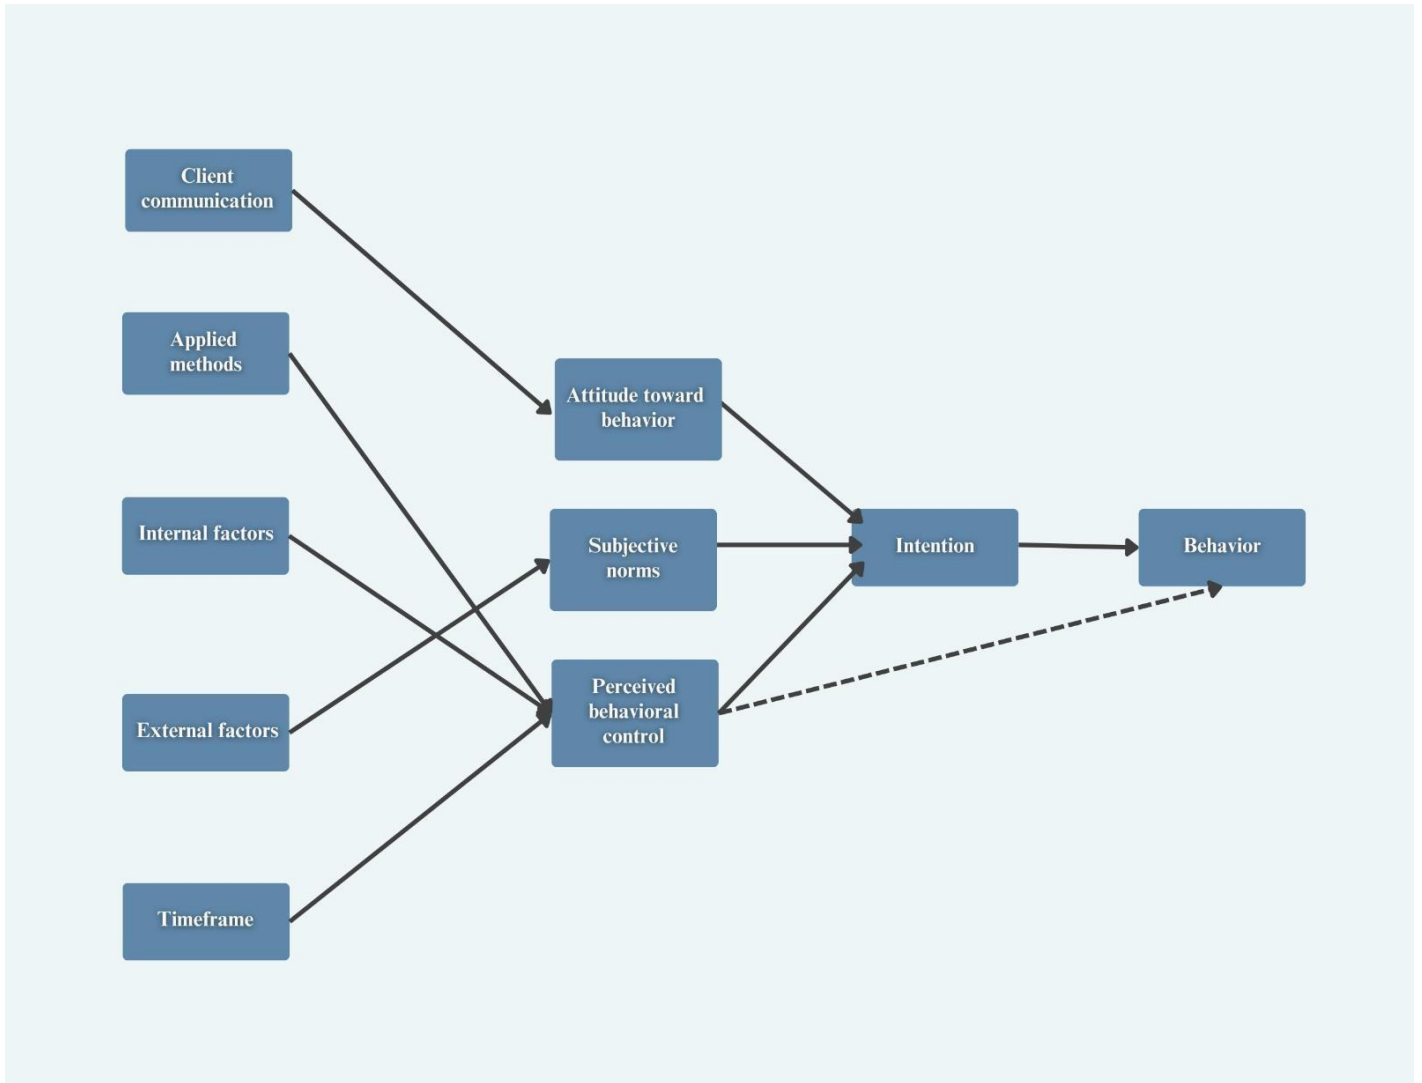 Client
communication
Applied
methods
Internal factors
External factors
Timeframe
Attitude toward
behavior
Subjective
norms
Perceived
behavioral
control
Intention
Behavior